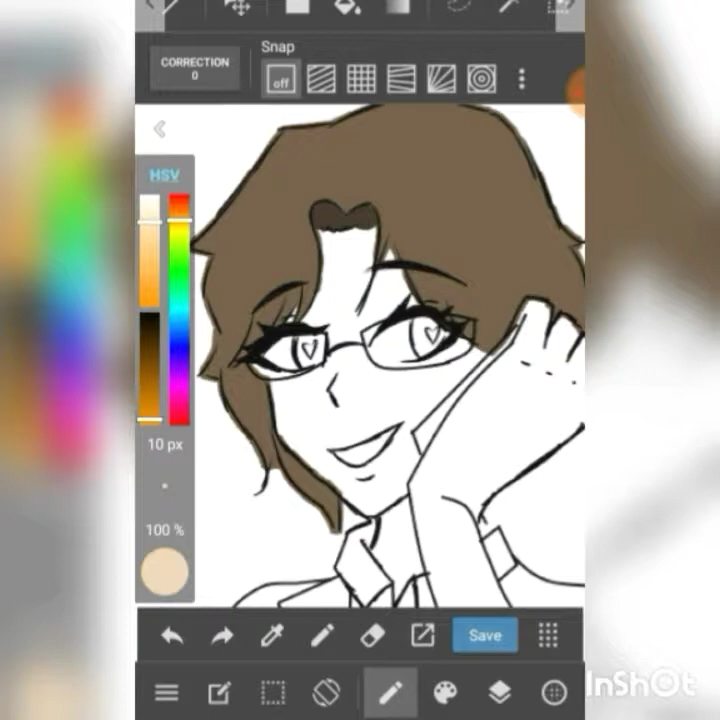 CORRECTION
0
Snap
off
HSV
10 px
100 %
Save
InShOt